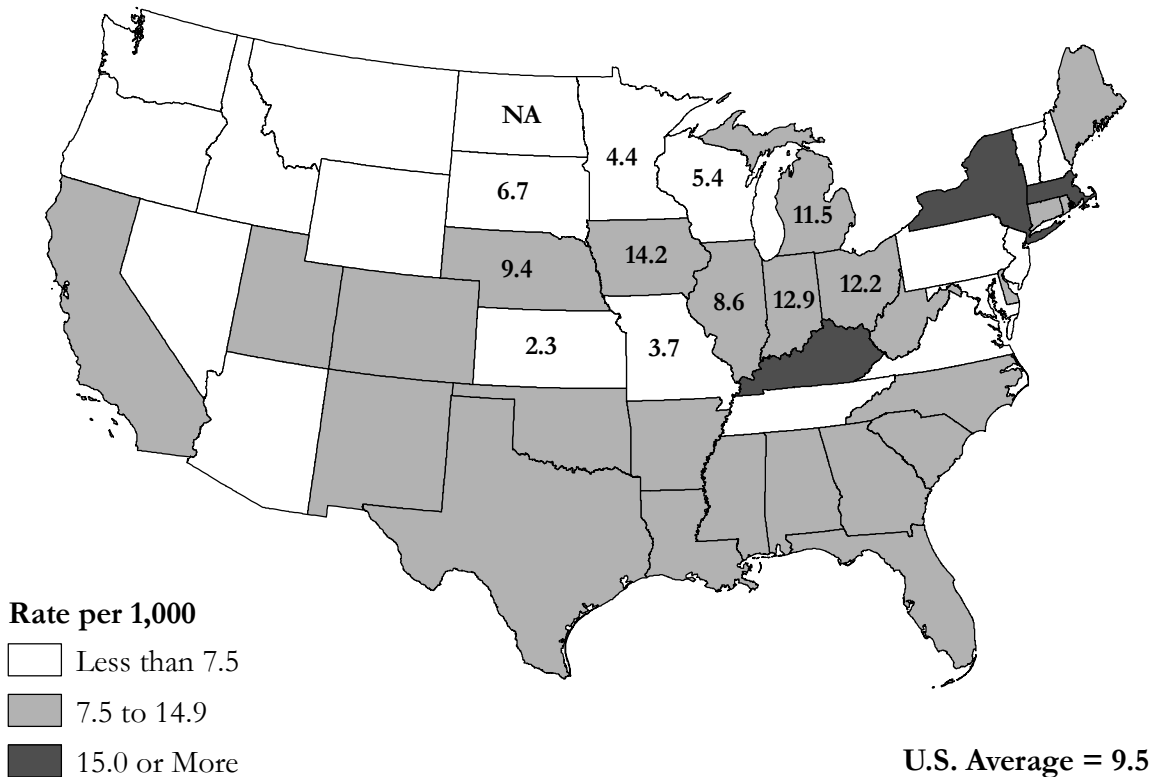 NA
4.4
5.4
6.7
11.5
14.2
9.4
12.2
8.6
12.9
2.3
3.7
Rate per 1,000
Less than 7.5
7.5 to 14.9
15.0 or More
U.S. Average = 9.5